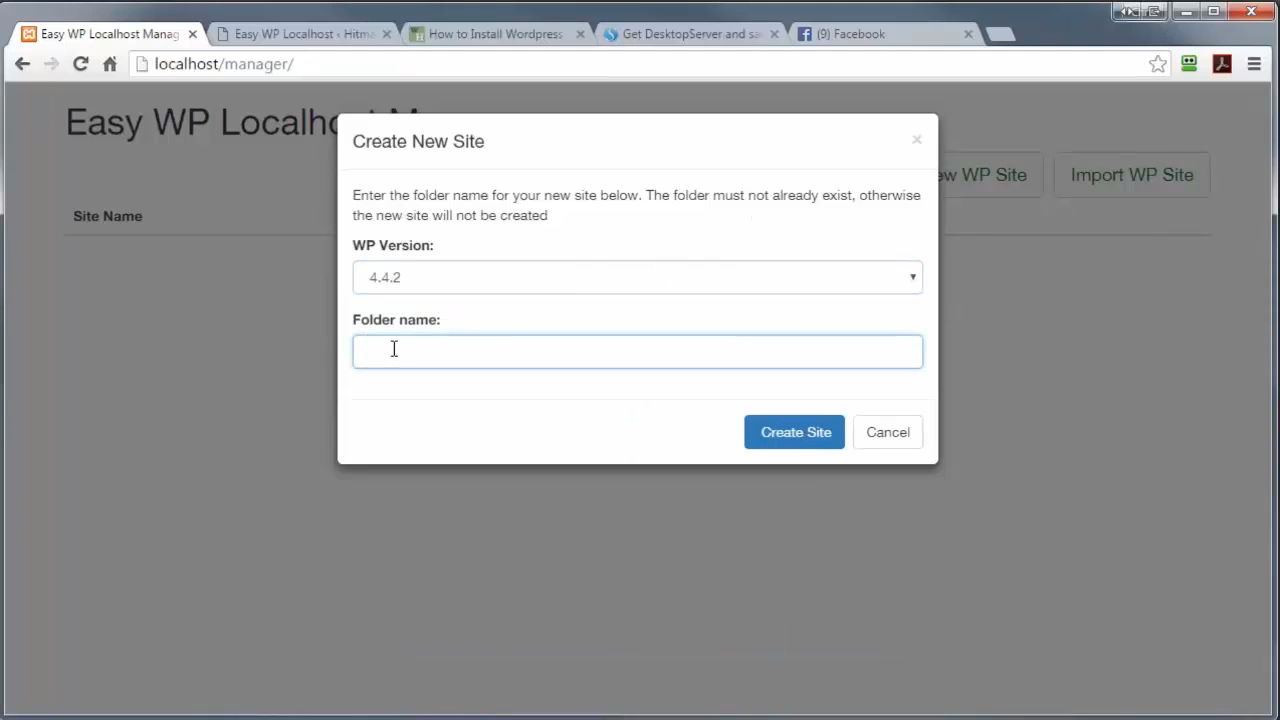 Easy WP Localhost Manag
Easy WP Localhost ‹ Hitma
How to Install Wordpress
Get DesktopServer and sa
(9) Facebook
localhost/manager/
Easy WP Localho
Create New Site
×
Enter the folder name for your new site below. The folder must not already exist, otherwise
the new site will not be created
WP Version:
4.4.2
Folder name:
Create Site
Cancel
ew WP Site
Import WP Site
Site Name